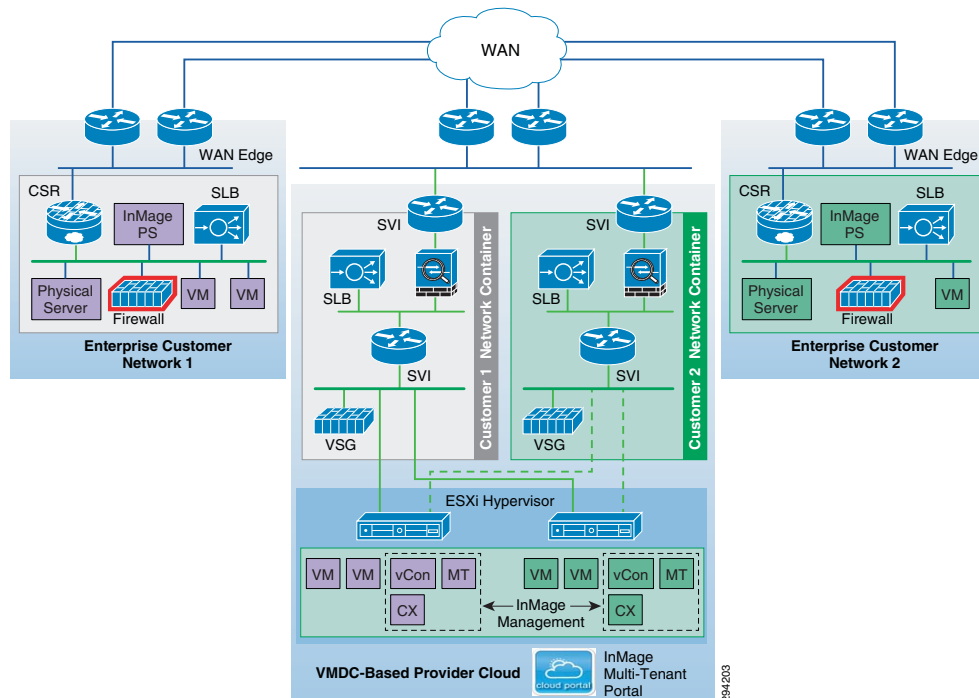 WAN
WAN Edge
CSR
SLB
InMage
PS
Physical
Server
Firewall
VM
VM
Enterprise Customer
Network 1
SVI
SLB
SVI
VSG
Customer 1 Network Container
SVI
SLB
SVI
VSG
Customer 2 Network Container
WAN Edge
CSR
SLB
InMage
PS
Physical
Server
Firewall
VM
Enterprise Customer
Network 2
ESXi Hypervisor
VM
VM
vCon
MT
CX
InMage
Management
VM
VM
vCon
MT
CX
VMDC-Based Provider Cloud
cloud portal
InMage
Multi-Tenant
Portal
294203